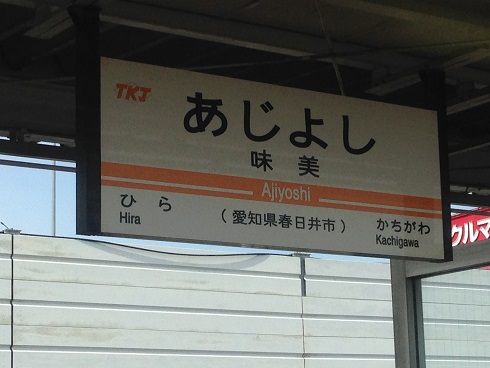 TKJ
あじよし
味美
Ajiyoshi
ひら
Hira
（愛知県春日井市）
かちがわ
Kachigawa
クルマ